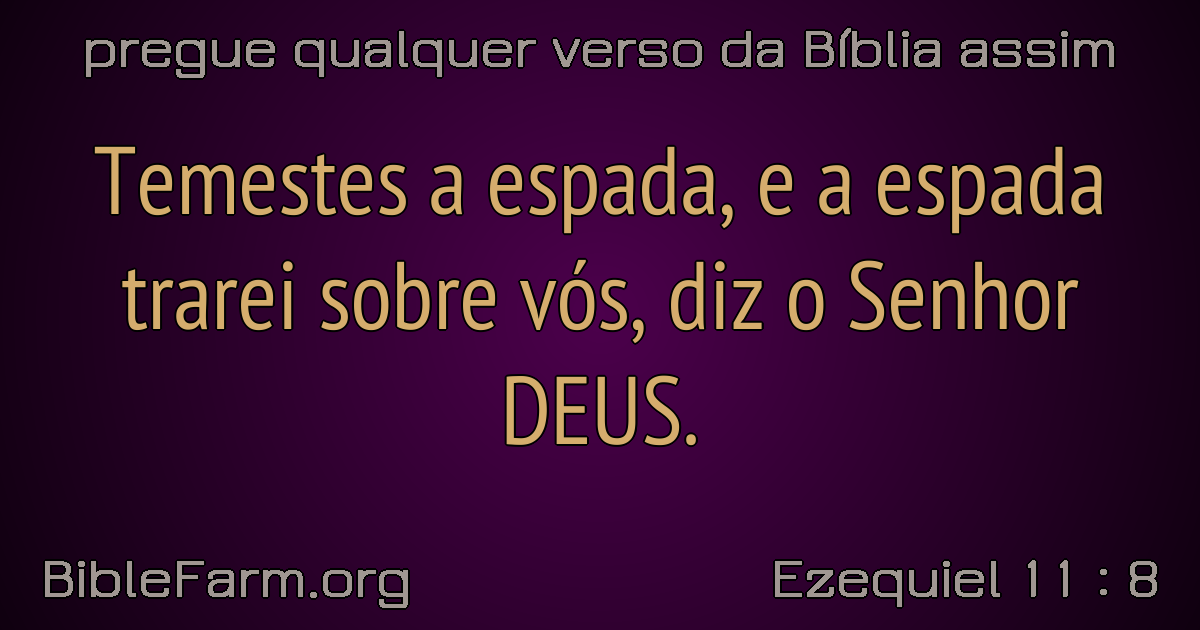 pregue qualquer verso da Bíblia assim
Temestes a espada, e a espada
trarei sobre vós, diz o Senhor
DEUS.
BibleFarm.org
Ezequiel 11 : 8